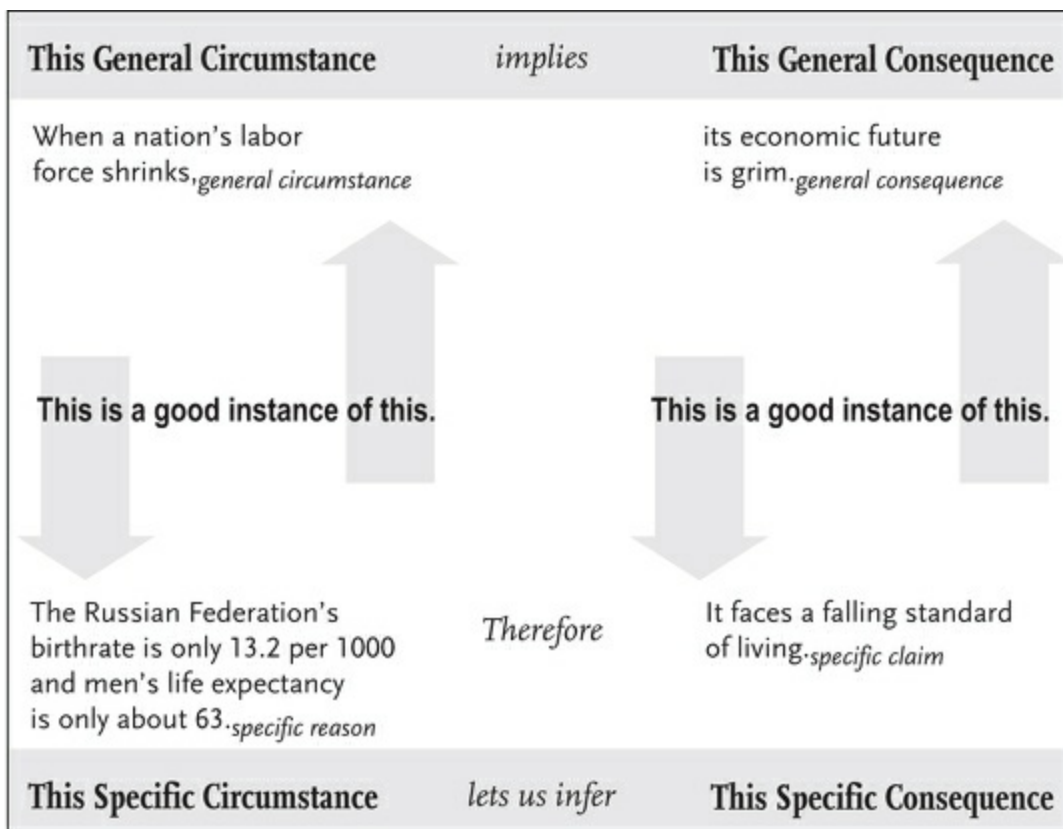 This General Circumstance implies This General Consequence
When a nation's labor
force shrinks,general circumstance
its economic future
is grim.general consequence
This is a good instance of this.
This is a good instance of this.
The Russian Federation's
birthrate is only 13.2 per 1000
and men's life expectancy
is only about 63.specific reason
Therefore
It faces a falling standard
of living.specific claim
This Specific Circumstance lets us infer This Specific Consequence